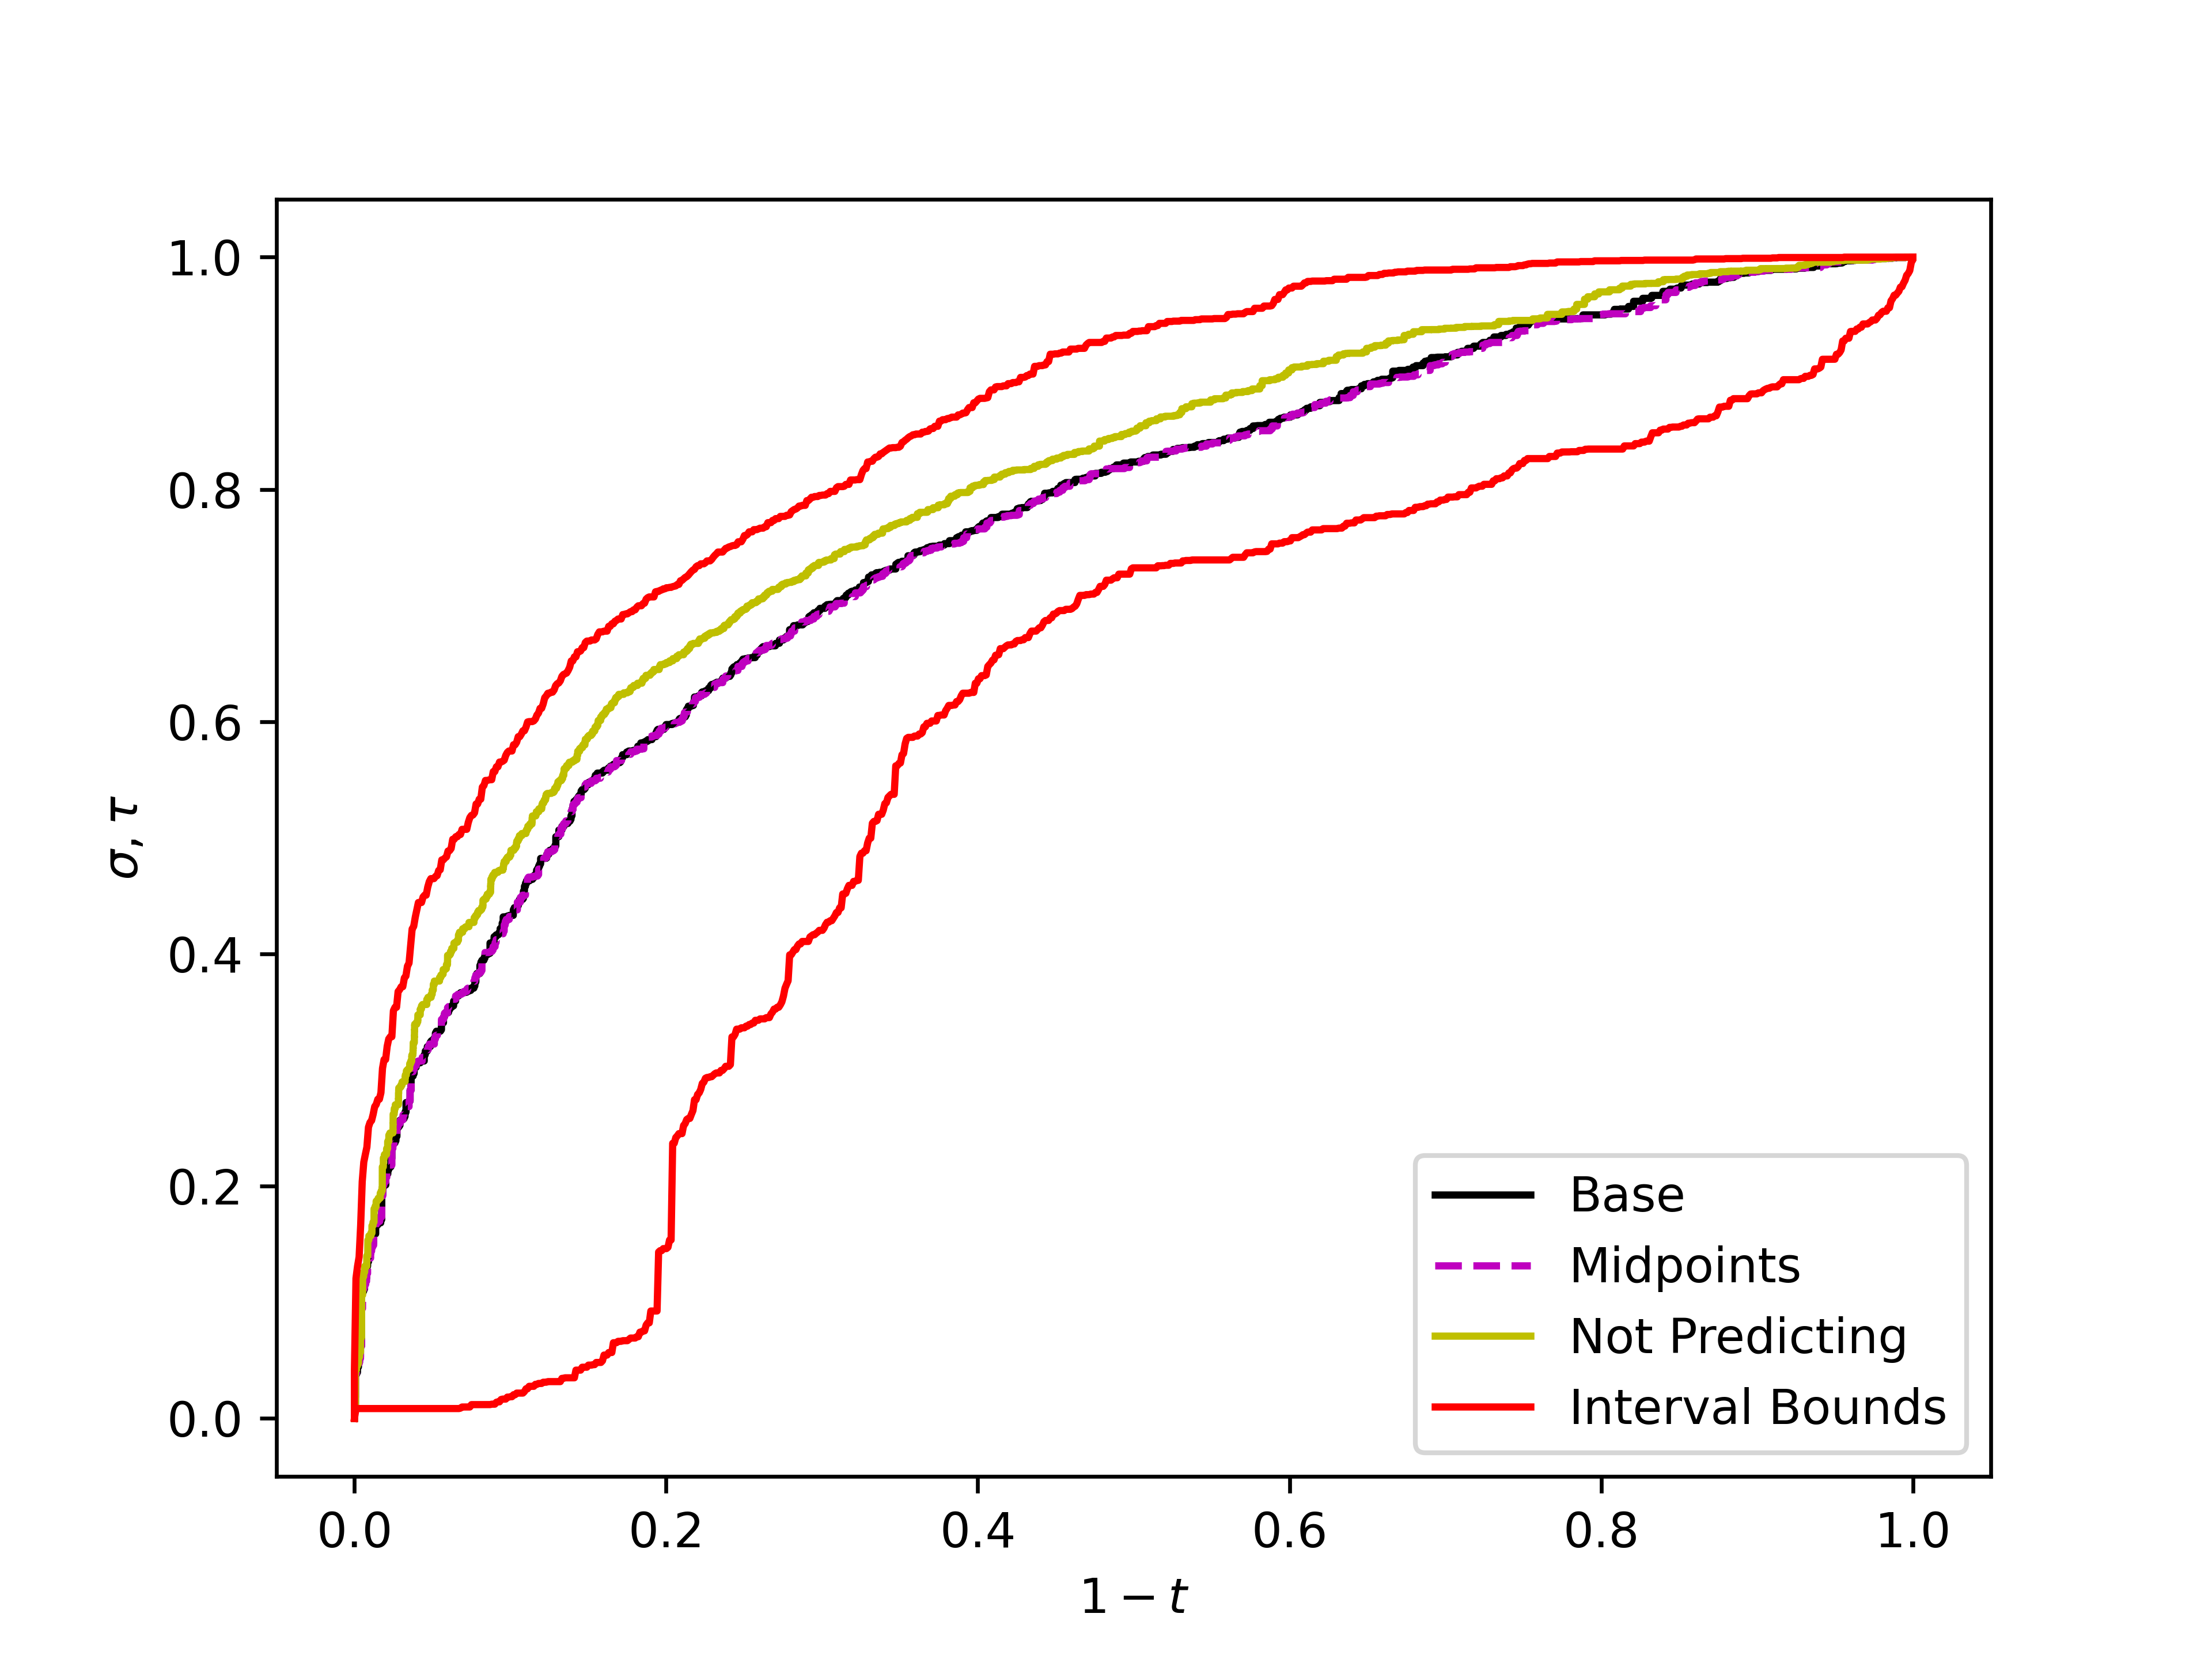 1.0
0.8
0.6
0.4
0.2
0.0
σ, τ
0.0 0.2 0.4 0.6 0.8 1.0
1 − t
Base
Midpoints
Not Predicting
Interval Bounds